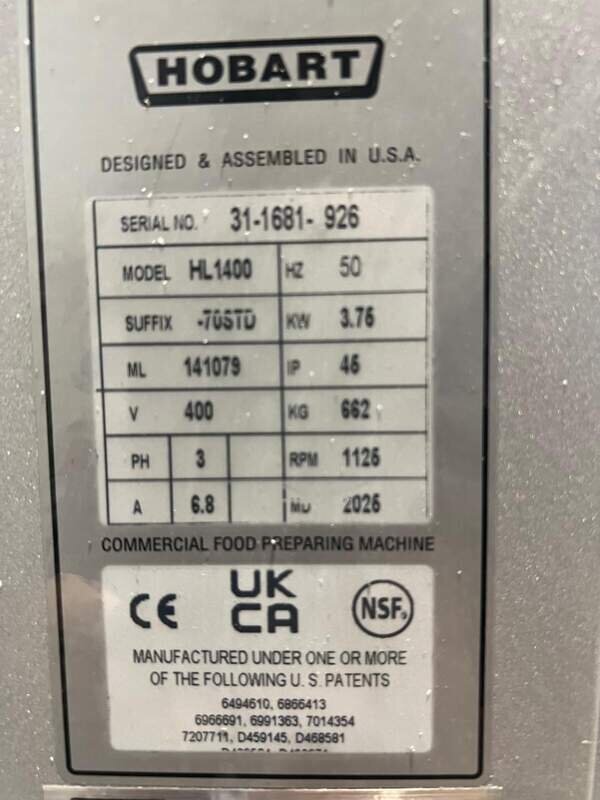 HOBART
DESIGNED & ASSEMBLED IN U.S.A.
SERIAL NO. 31-1681-926
MODEL HL1400 HZ 50
SUFFIX -70STD KW 3.75
ML 141079 IP 45
V 400 KG 662
PH 3 RPM 1125
A 6.8 2025
COMMERCIAL FOOD PREPARING MACHINE
CE UK CA NSF
MANUFACTURED UNDER ONE OR MORE
OF THE FOLLOWING U. S. PATENTS
6494610, 6866413
6966691, 6991363, 7014354
7207711, D459145, D468581